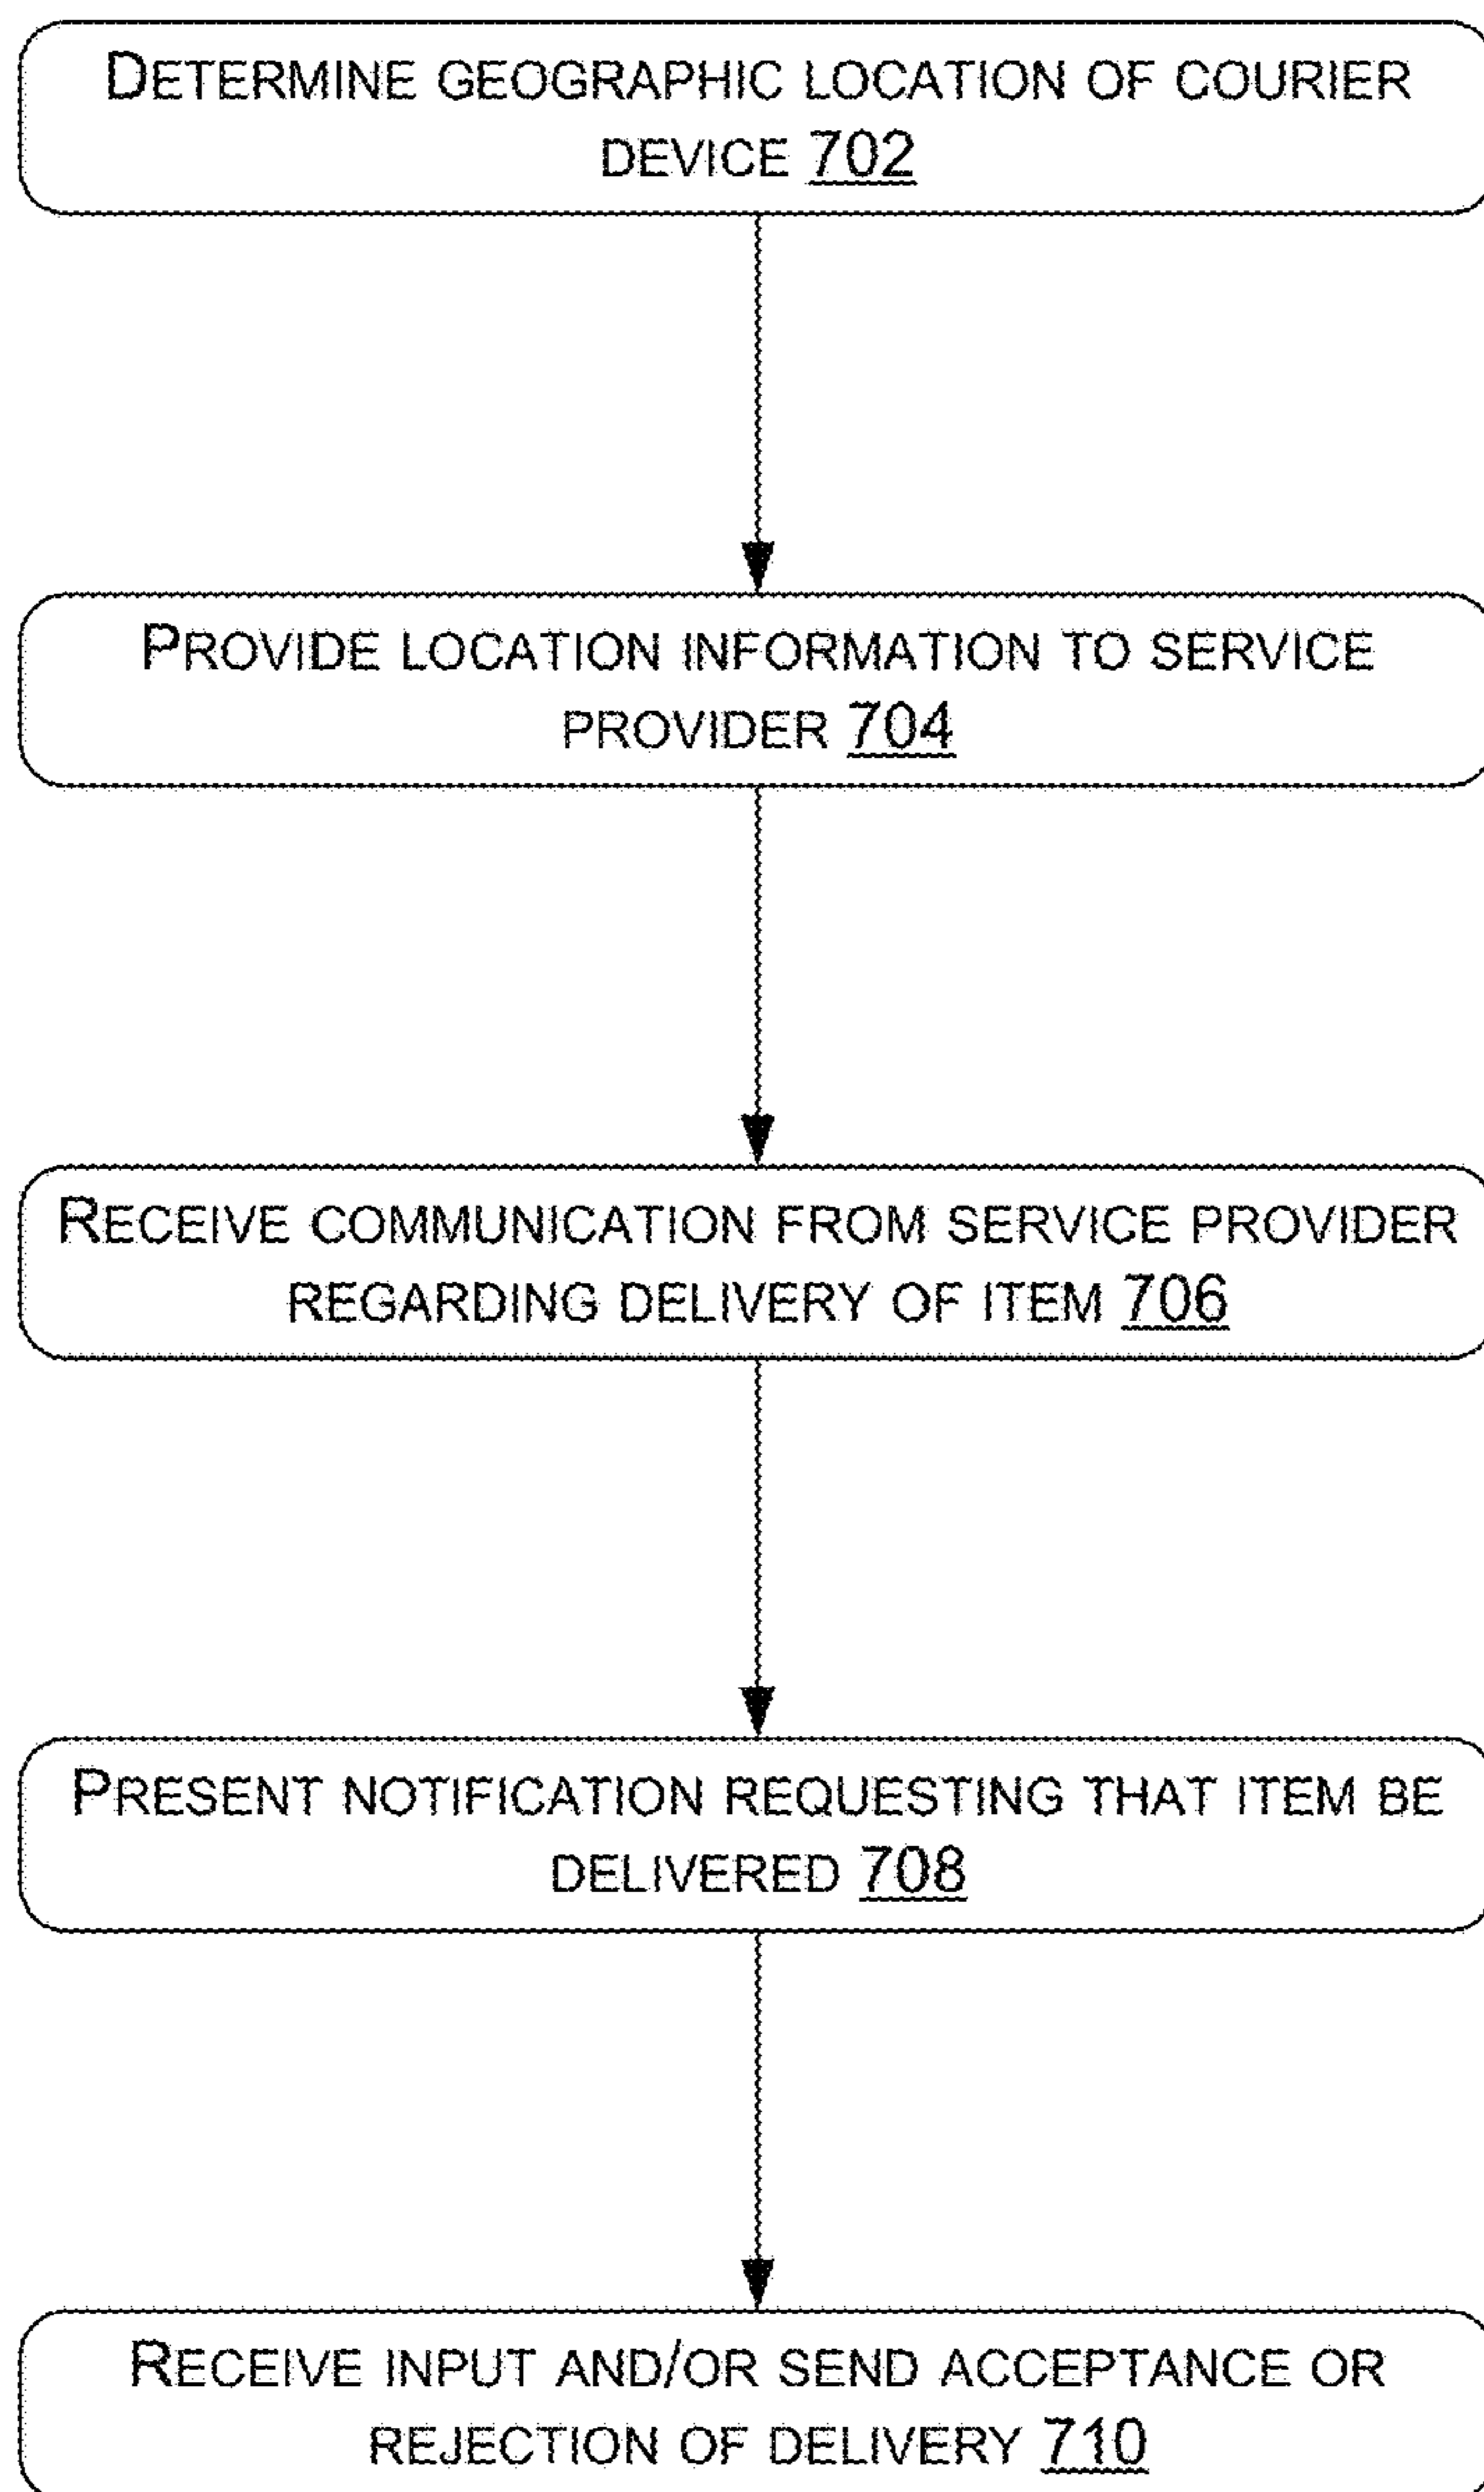 DETERMINE GEOGRAPHIC LOCATION OF COURIER
DEVICE 702
PROVIDE LOCATION INFORMATION TO SERVICE
PROVIDER 704
RECEIVE COMMUNICATION FROM SERVICE PROVIDER
REGARDING DELIVERY OF ITEM 706
PRESENT NOTIFICATION REQUESTING THAT ITEM BE
DELIVERED 708
RECEIVE INPUT AND/OR SEND ACCEPTANCE OR
REJECTION OF DELIVERY 710